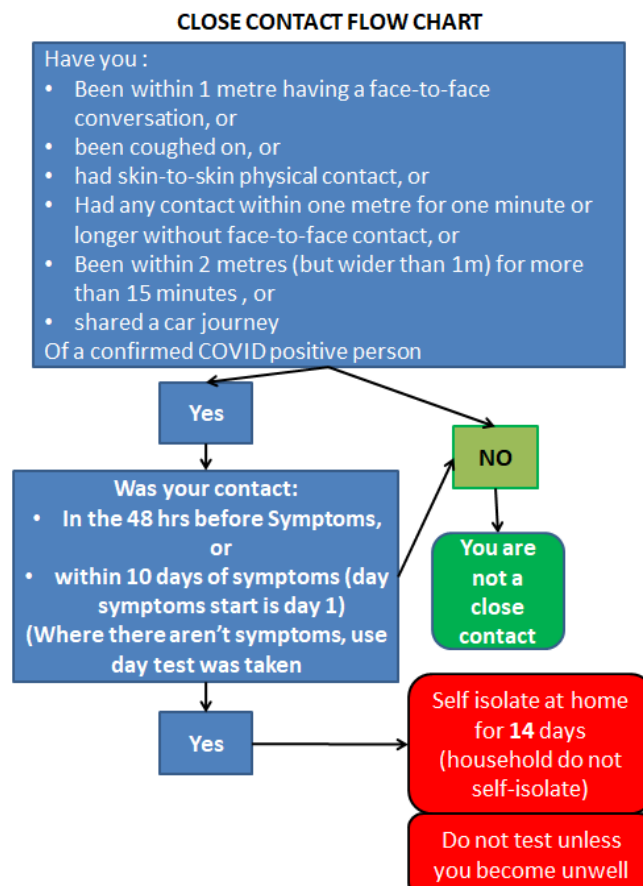 CLOSE CONTACT FLOW CHART
Have you :
• Been within 1 metre having a face-to-face
conversation, or
• been coughed on, or
• had skin-to-skin physical contact, or
• Had any contact within one metre for one minute or
longer without face-to-face contact, or
• Been within 2 metres (but wider than 1m) for more
than 15 minutes , or
• shared a car journey
Of a confirmed COVID positive person
Yes
NO
Was your contact:
• In the 48 hrs before Symptoms,
or
• within 10 days of symptoms (day
symptoms start is day 1)
(Where there aren’t symptoms, use
day test was taken
You are
not a
close
contact
Yes
Self isolate at home
for 14 days
(household do not
self-isolate)
Do not test unless
you become unwell